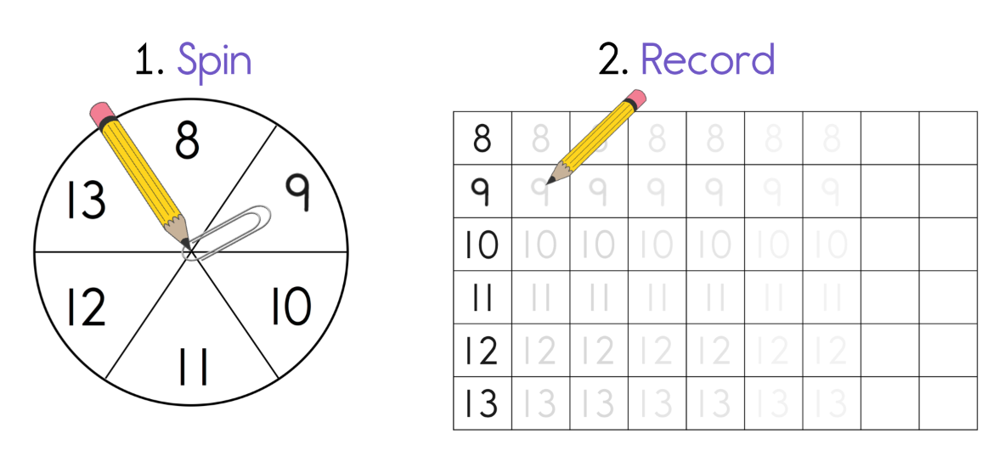 1. Spin
8
9
13
12
10
11
2. Record
8 8 8 8 8 8 8
9 9 9 9 9 9 9
10 10 10 10 10 10 10
11 11 11 11 11 11 11
12 12 12 12 12 12 12
13 13 13 13 13 13 13